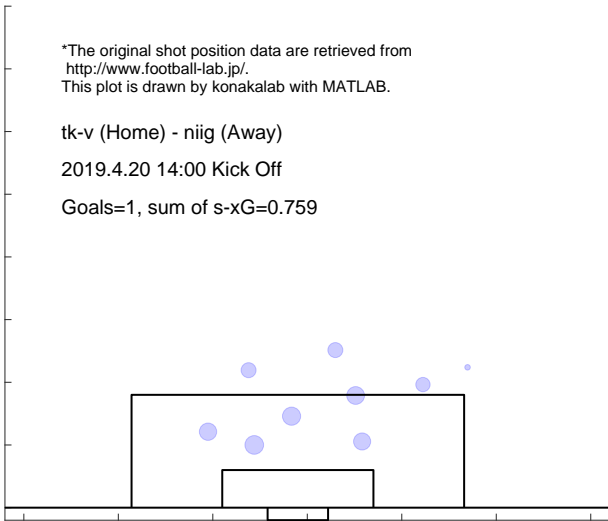 *The original shot position data are retrieved from
http://www.football-lab.jp/.
This plot is drawn by konakalab with MATLAB.
tk-v (Home) - niig (Away)
2019.4.20 14:00 Kick Off
Goals=1, sum of s-xG=0.759